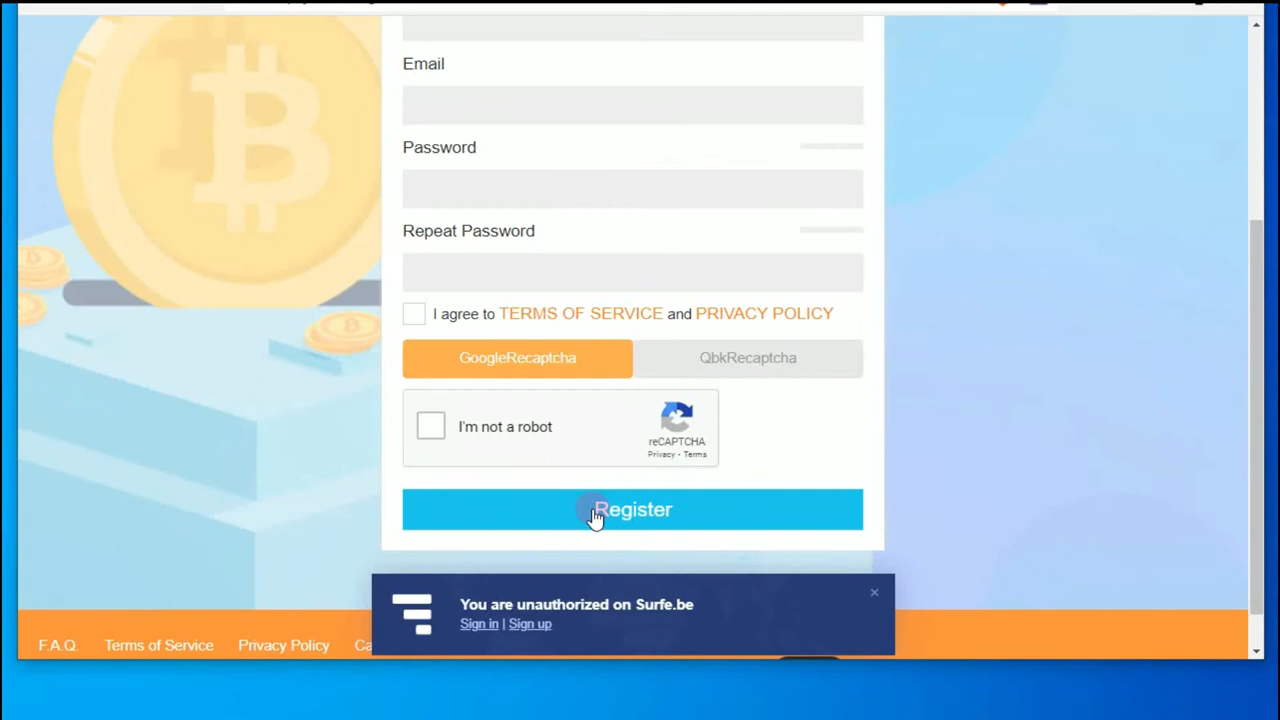 Email
Password
Repeat Password
I agree to TERMS OF SERVICE and PRIVACY POLICY
GoogleRecaptcha QbkRecaptcha
I'm not a robot
reCAPTCHA
Privacy - Terms
Register
You are unauthorized on Surfe.be
Sign in | Sign up
F.A.Q. Terms of Service Privacy Policy Ca